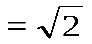 = √2